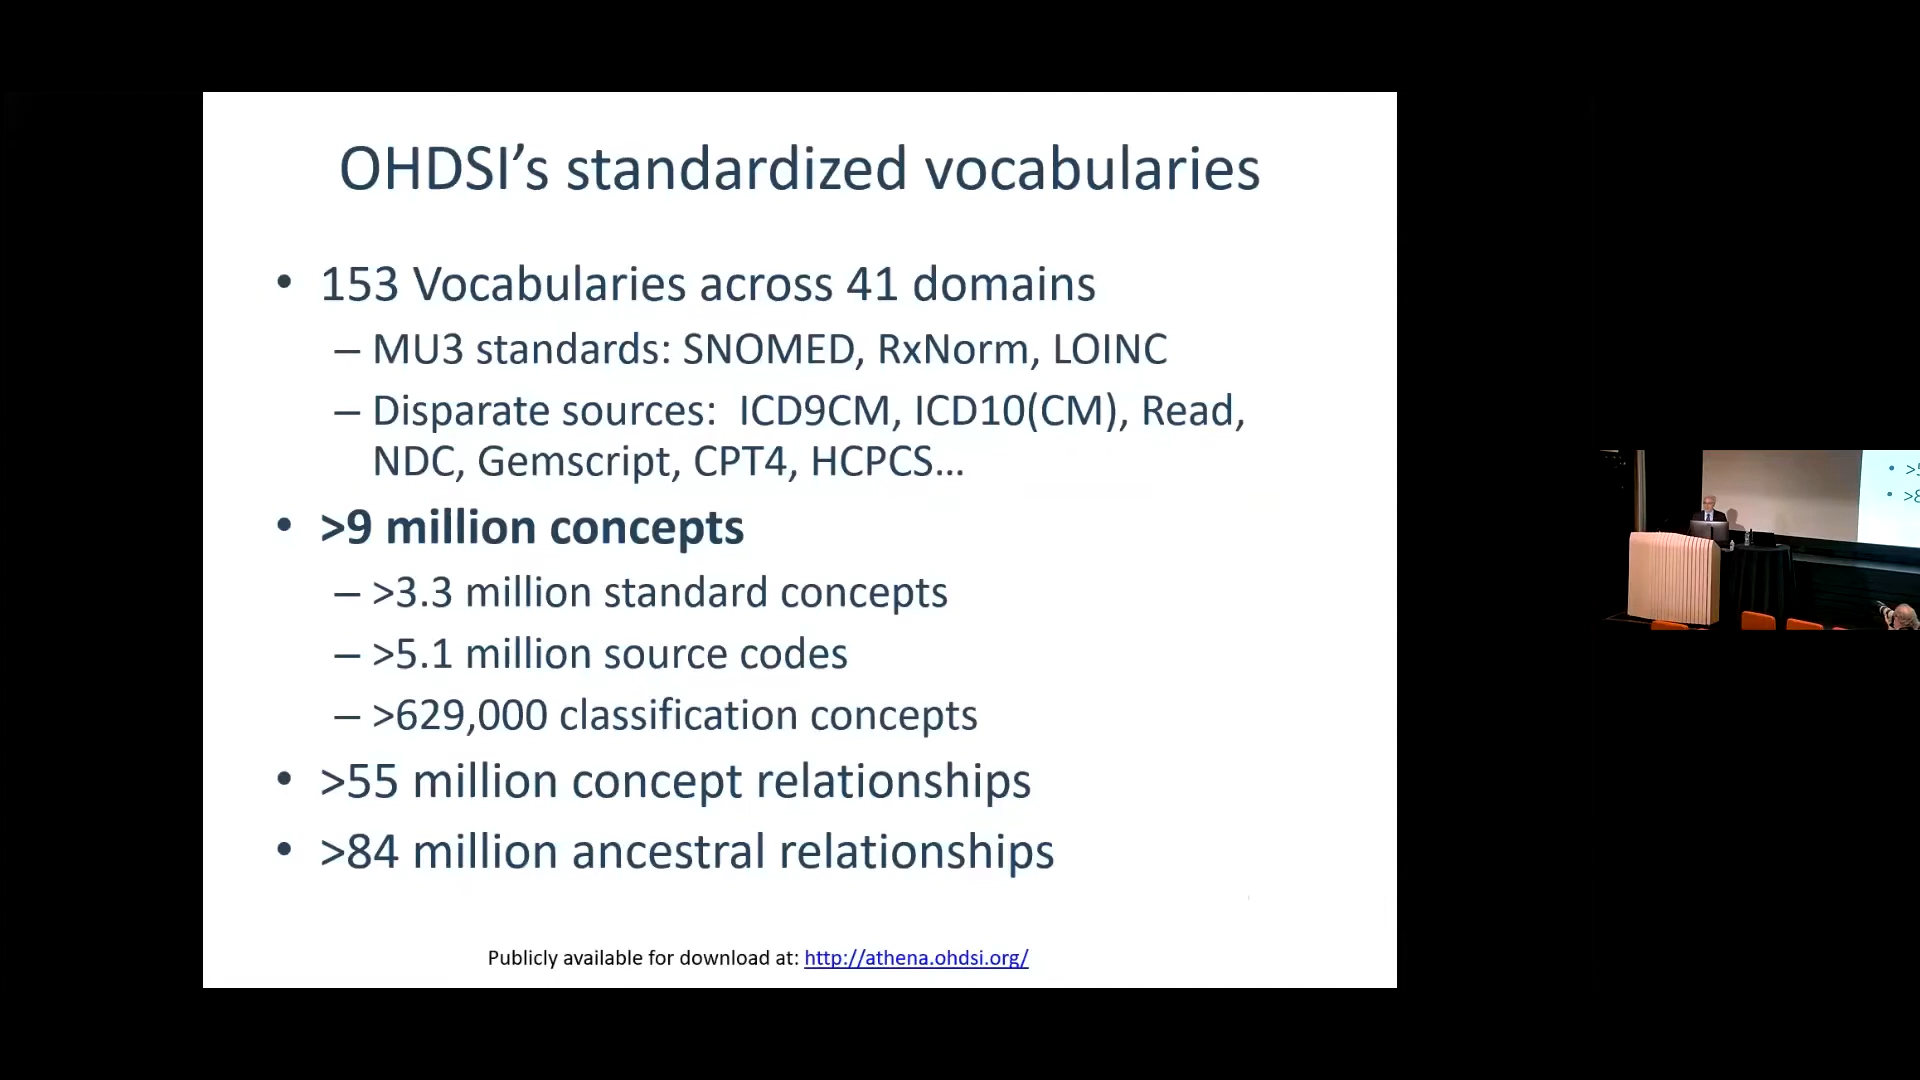 OHDSI’s standardized vocabularies
• 153 Vocabularies across 41 domains
– MU3 standards: SNOMED, RxNorm, LOINC
– Disparate sources:  ICD9CM, ICD10(CM), Read,
NDC, Gemscript, CPT4, HCPCS…
• >9 million concepts
– >3.3 million standard concepts
– >5.1 million source codes
– >629,000 classification concepts
• >55 million concept relationships
• >84 million ancestral relationships
Publicly available for download at: http://athena.ohdsi.org/